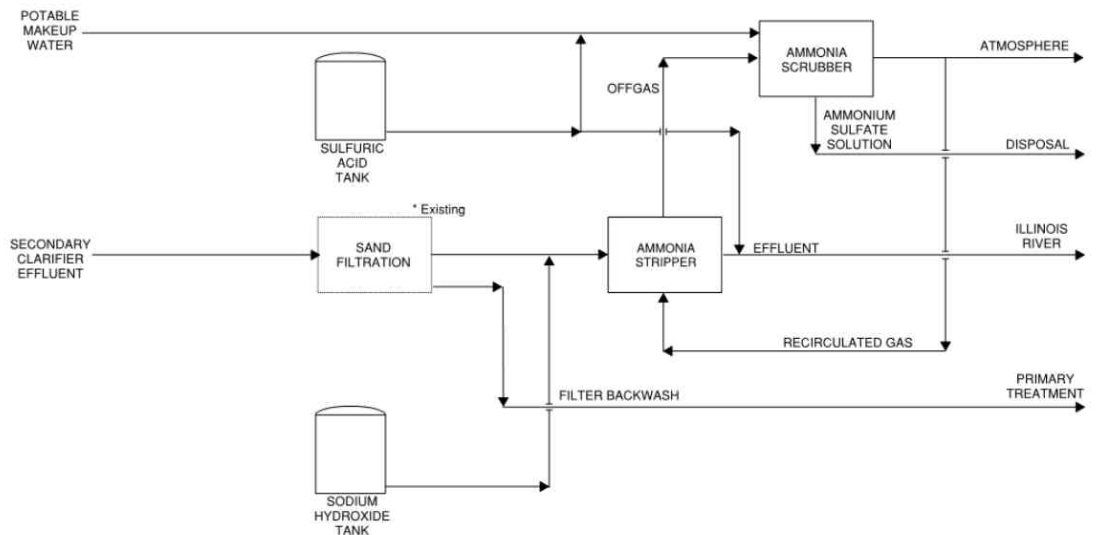 POTABLE
MAKEUP
WATER
AMMONIA
SCRUBBER
ATMOSPHERE
OFFGAS
AMMONIUM
SULFATE
SOLUTION
DISPOSAL
SULFURIC
ACID
TANK
* Existing
SECONDARY
CLARIFIER
EFFLUENT
SAND
FILTRATION
AMMONIA
STRIPPER
EFFLUENT
ILLINOIS
RIVER
RECIRCULATED GAS
FILTER BACKWASH
PRIMARY
TREATMENT
SODIUM
HYDROXIDE
TANK